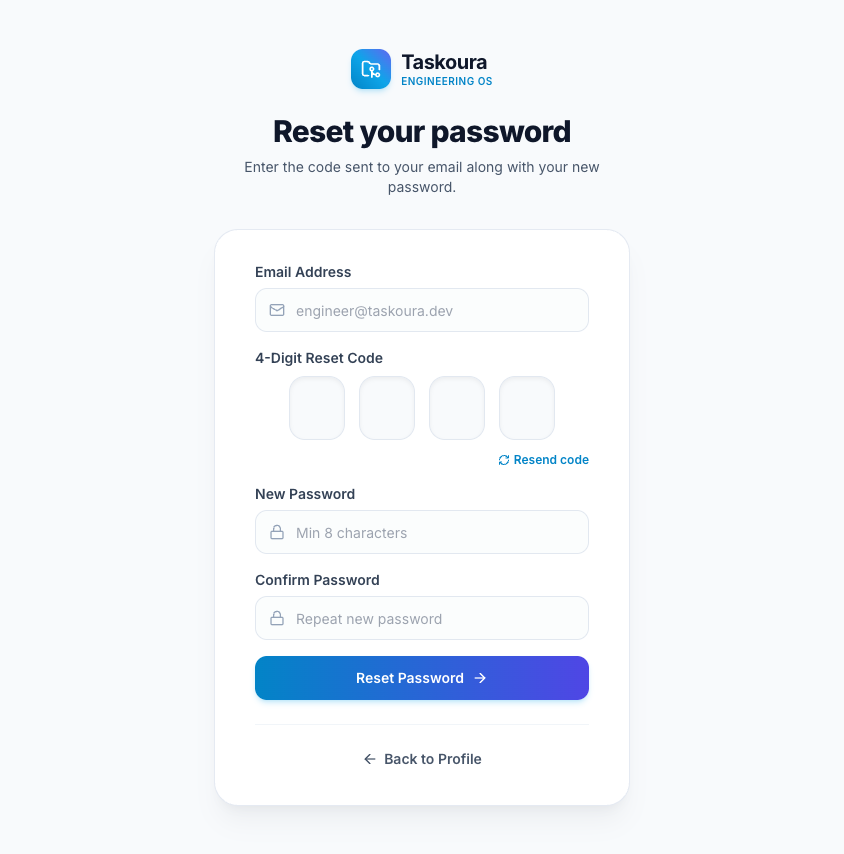 Taskoura
ENGINEERING OS
Reset your password
Enter the code sent to your email along with your new
password.
Email Address
engineer@taskoura.dev
4-Digit Reset Code
Resend code
New Password
Min 8 characters
Confirm Password
Repeat new password
Reset Password
Back to Profile